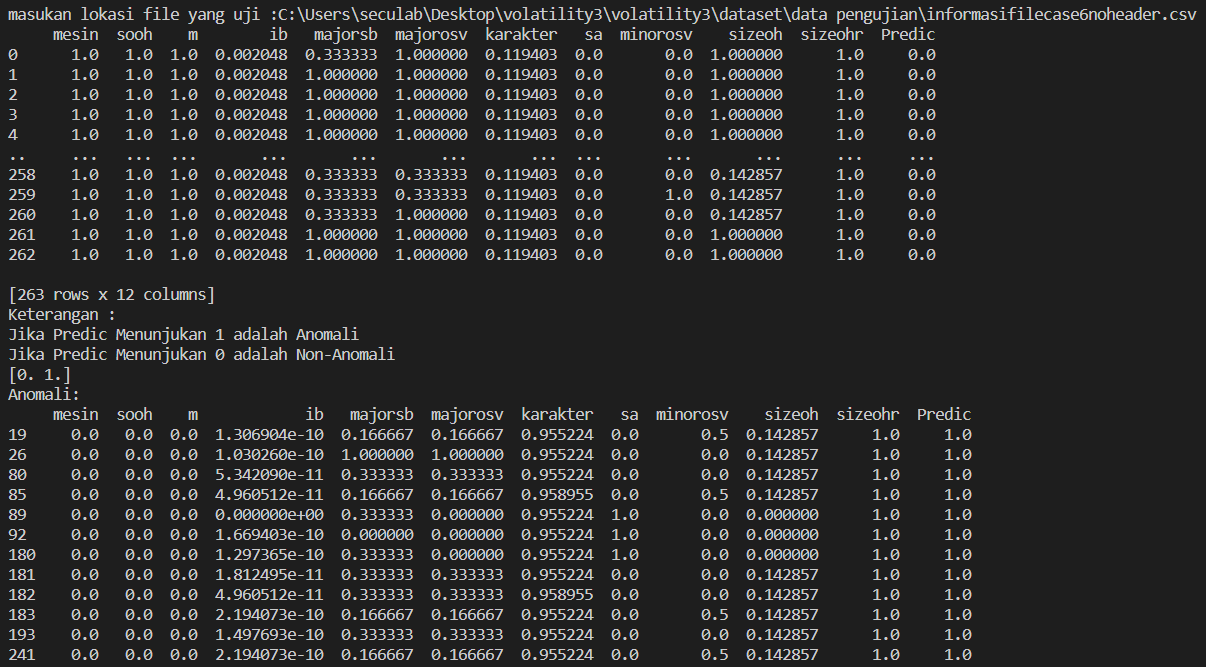 masukan lokasi file yang uji :C:\Users\seculab\Desktop\volatility3\volatility3\dataset\data pengujian\informasifilecase6noheader.csv
mesin sooh m ib majorsb majorosv karakter sa minorosv sizeoh sizeohr Predic
0 1.0 1.0 1.0 0.002048 0.333333 1.000000 0.119403 0.0 0.0 1.000000 1.0 0.0
1 1.0 1.0 1.0 0.002048 1.000000 1.000000 0.119403 0.0 0.0 1.000000 1.0 0.0
2 1.0 1.0 1.0 0.002048 1.000000 1.000000 0.119403 0.0 0.0 1.000000 1.0 0.0
3 1.0 1.0 1.0 0.002048 1.000000 1.000000 0.119403 0.0 0.0 1.000000 1.0 0.0
4 1.0 1.0 1.0 0.002048 1.000000 1.000000 0.119403 0.0 0.0 1.000000 1.0 0.0
.. ... ... ... ... ... ... ... ... ... ... ... ...
258 1.0 1.0 1.0 0.002048 0.333333 0.333333 0.119403 0.0 0.0 0.142857 1.0 0.0
259 1.0 1.0 1.0 0.002048 0.333333 0.333333 0.119403 0.0 1.0 0.142857 1.0 0.0
260 1.0 1.0 1.0 0.002048 0.333333 1.000000 0.119403 0.0 0.0 0.142857 1.0 0.0
261 1.0 1.0 1.0 0.002048 1.000000 1.000000 0.119403 0.0 0.0 1.000000 1.0 0.0
262 1.0 1.0 1.0 0.002048 1.000000 1.000000 0.119403 0.0 0.0 1.000000 1.0 0.0
[263 rows x 12 columns]
Keterangan :
Jika Predic Menunjukan 1 adalah Anomali
Jika Predic Menunjukan 0 adalah Non-Anomali
[0. 1.]
Anomali:
mesin sooh m ib majorsb majorosv karakter sa minorosv sizeoh sizeohr Predic
19 0.0 0.0 0.0 1.306904e-10 0.166667 0.166667 0.955224 0.0 0.5 0.142857 1.0 1.0
26 0.0 0.0 0.0 1.030260e-10 1.000000 1.000000 0.955224 0.0 0.0 0.142857 1.0 1.0
80 0.0 0.0 0.0 5.342090e-11 0.333333 0.333333 0.955224 0.0 0.0 0.142857 1.0 1.0
85 0.0 0.0 0.0 4.960512e-11 0.166667 0.166667 0.958955 0.0 0.5 0.142857 1.0 1.0
89 0.0 0.0 0.0 0.000000e+00 0.333333 0.000000 0.955224 1.0 0.0 0.000000 1.0 1.0
92 0.0 0.0 0.0 1.669403e-10 0.000000 0.000000 0.955224 1.0 0.0 0.000000 1.0 1.0
180 0.0 0.0 0.0 1.297365e-10 0.333333 0.000000 0.955224 1.0 0.0 0.000000 1.0 1.0
181 0.0 0.0 0.0 1.812495e-11 0.333333 0.333333 0.955224 0.0 0.0 0.142857 1.0 1.0
182 0.0 0.0 0.0 4.960512e-11 0.333333 0.333333 0.958955 0.0 0.0 0.142857 1.0 1.0
183 0.0 0.0 0.0 2.194073e-10 0.166667 0.166667 0.955224 0.0 0.5 0.142857 1.0 1.0
193 0.0 0.0 0.0 1.497693e-10 0.333333 0.333333 0.955224 0.0 0.0 0.142857 1.0 1.0
241 0.0 0.0 0.0 2.194073e-10 0.166667 0.166667 0.955224 0.0 0.5 0.142857 1.0 1.0